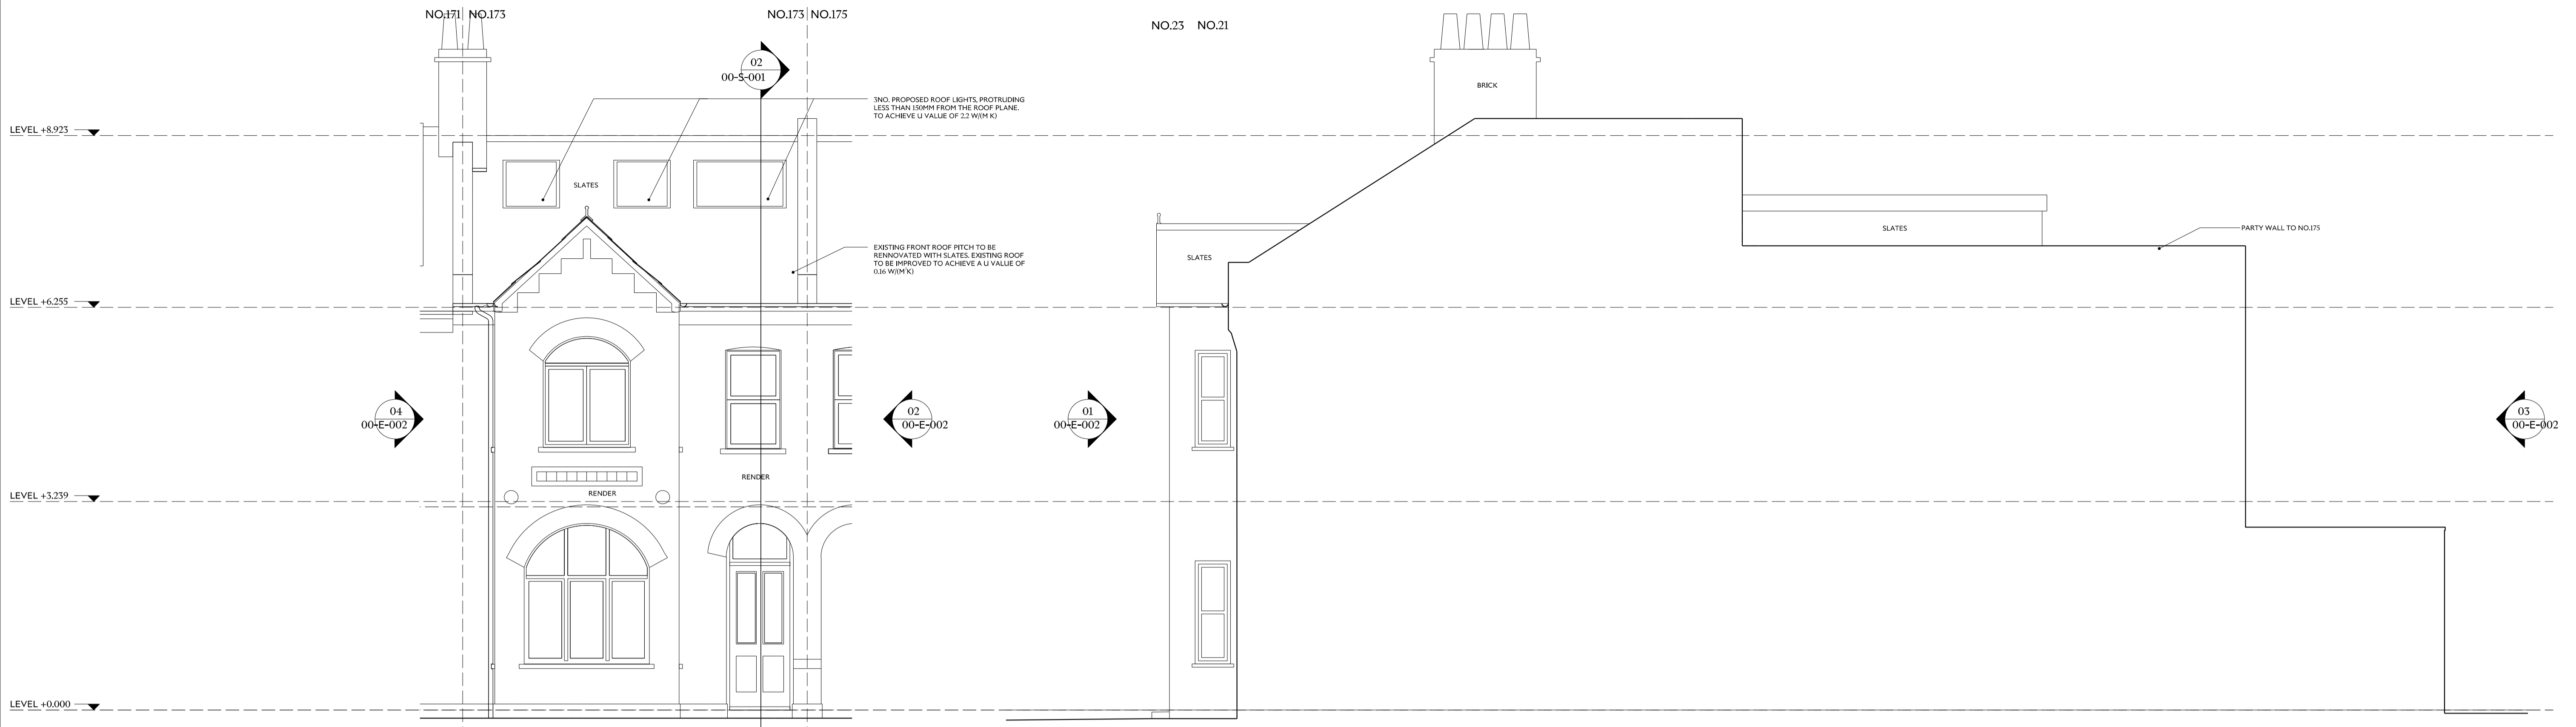 NO.171 NO.173
NO.173 NO.175
NO.23 NO.21
02
00-S-001
BRICK
3NO. PROPOSED ROOF LIGHTS, PROTRUDING
LESS THAN 150MM FROM THE ROOF PLANE.
TO ACHIEVE U VALUE OF 2.2 W/(M K)
LEVEL +8.923
SLATES
EXISTING FRONT ROOF PITCH TO BE
RENNOVATED WITH SLATES. EXISTING ROOF
TO BE IMPROVED TO ACHIEVE A U VALUE OF
0.16 W/(M K)
SLATES
SLATES
PARTY WALL TO NO.175
LEVEL +6.255
04
00-E-002
02
00-E-002
01
00-E-002
03
00-E-002
RENDER
RENDER
LEVEL +3.239
LEVEL +0.000